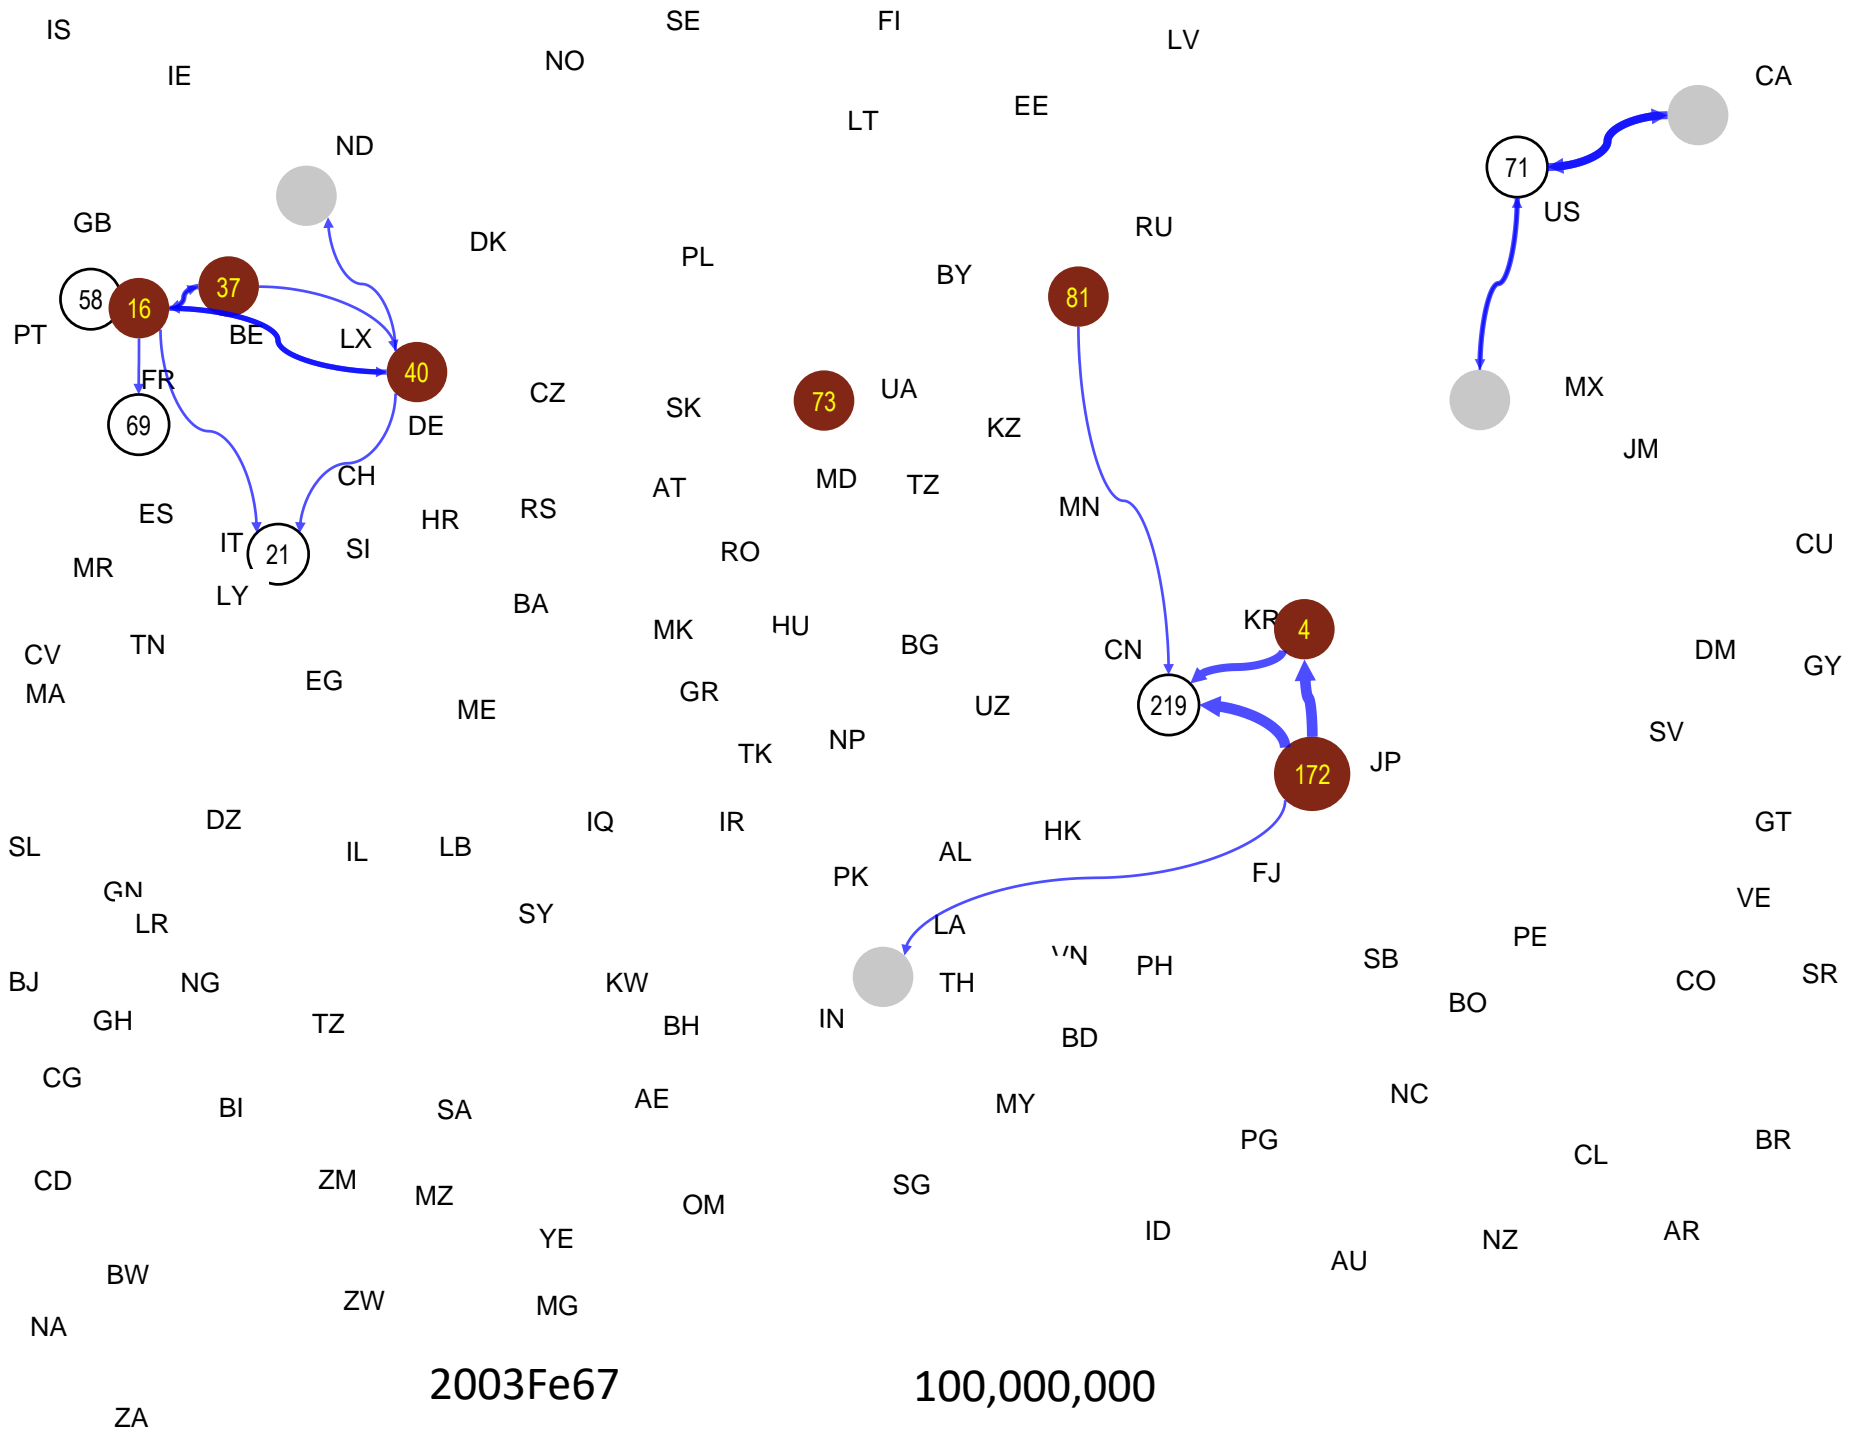 IS
SE
FI
LV
NO
IE
CA
LT
EE
ND
71
US
GB
DK
PL
RU
BY
58
16
37
81
PT
BE
LX
40
FR
73
UA
CZ
SK
MX
69
DE
KZ
JM
CH
AT
MD
TZ
MN
ES
HR
RS
IT
21
SI
RO
CU
MR
LY
BA
KR
4
CV
TN
MK
HU
BG
CN
DM
GY
MA
EG
ME
GR
UZ
219
SV
TK
NP
JP
172
DZ
IQ
IR
HK
GT
SL
IL
LB
AL
PK
FJ
GN
LR
SY
LA
VE
PE
VN
PH
SB
BJ
NG
KW
TH
CO
SR
BO
GH
TZ
BH
IN
BD
CG
BI
SA
AE
MY
NC
PG
CL
BR
CD
ZM
MZ
SG
OM
YE
ID
AU
NZ
AR
BW
ZW
MG
NA
2003Fe67
100,000,000
ZA